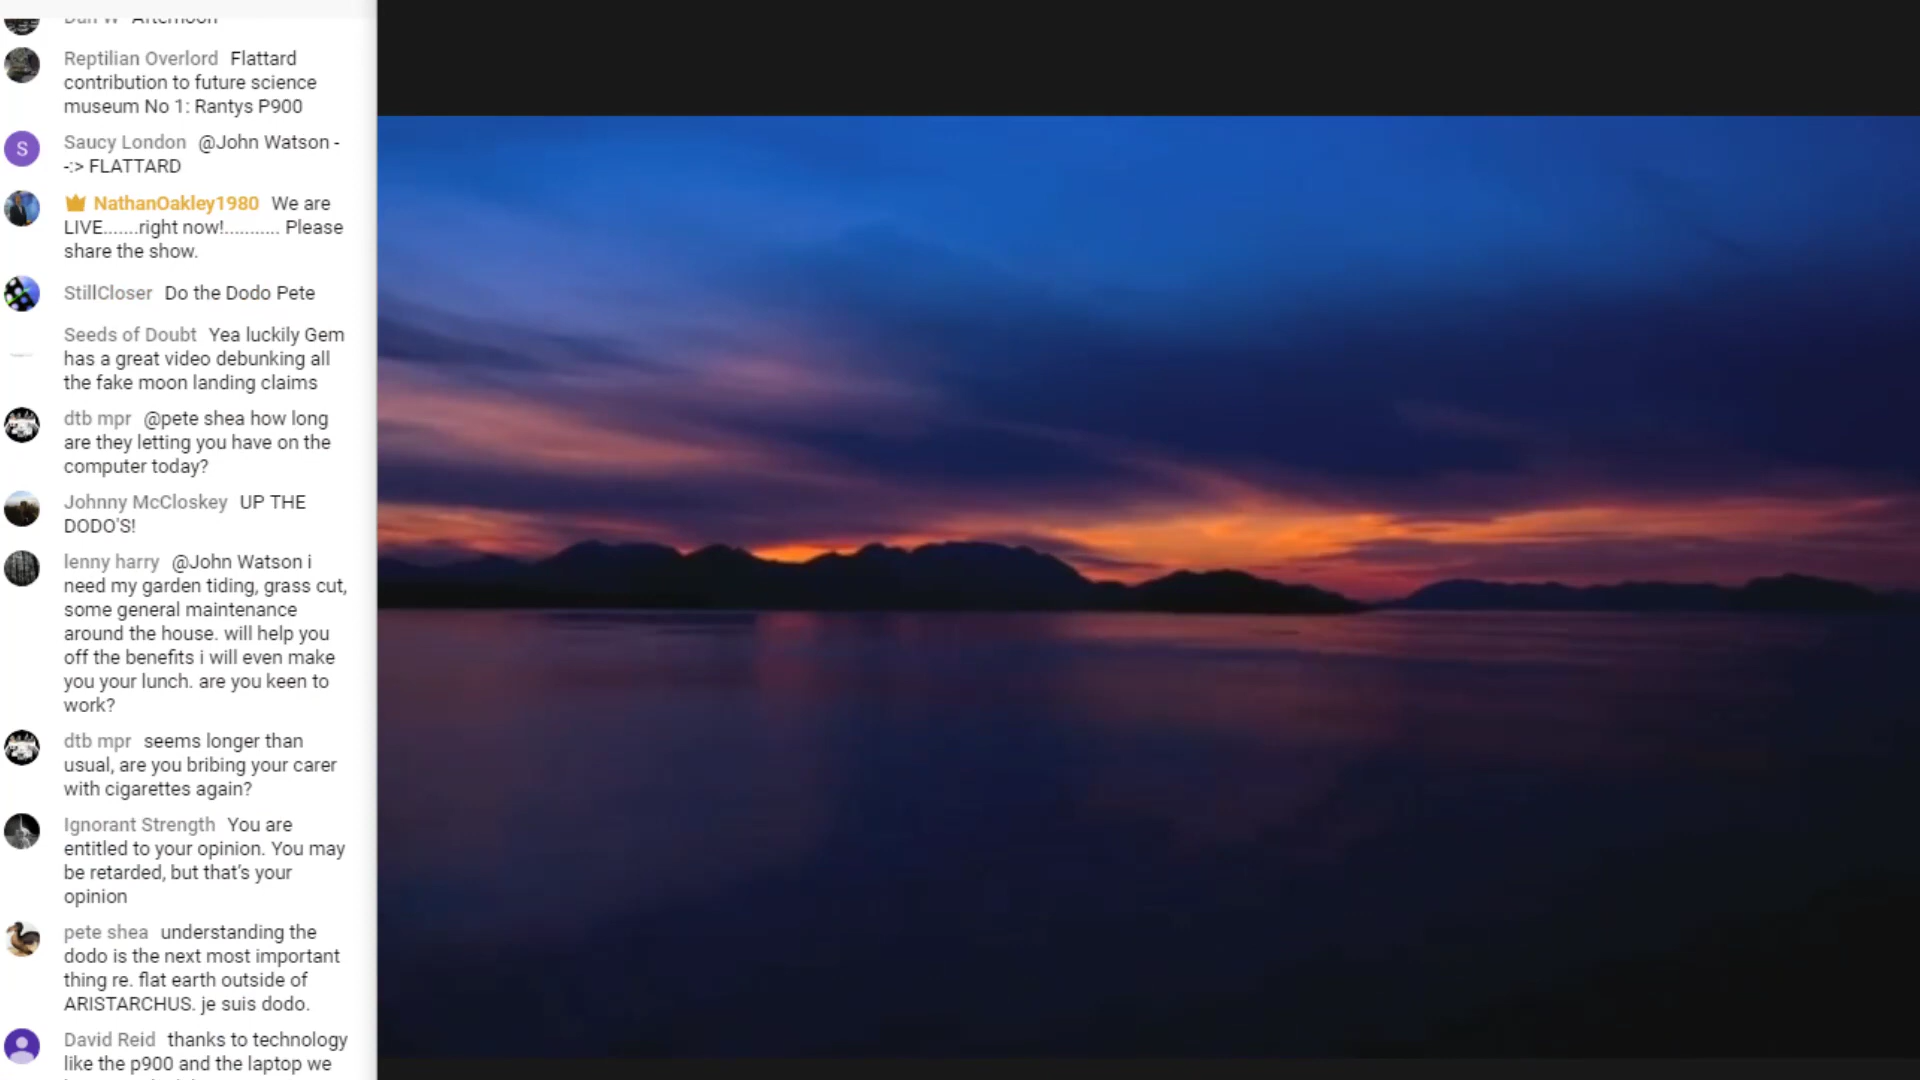 Dan W Afternoon
Reptilian Overlord Flattard
contribution to future science
museum No 1: Rantys P900
S
Saucy London @John Watson -
-:> FLATTARD
NathanOakley1980 We are
LIVE.......right now!........... Please
share the show.
StillCloser Do the Dodo Pete
Seeds of Doubt Yea luckily Gem
has a great video debunking all
the fake moon landing claims
dtb mpr @pete shea how long
are they letting you have on the
computer today?
Johnny McCloskey UP THE
DODO'S!
lenny harry @John Watson i
need my garden tiding, grass cut,
some general maintenance
around the house. will help you
off the benefits i will even make
you your lunch. are you keen to
work?
dtb mpr seems longer than
usual, are you bribing your carer
with cigarettes again?
Ignorant Strength You are
entitled to your opinion. You may
be retarded, but that's your
opinion
pete shea understanding the
dodo is the next most important
thing re. flat earth outside of
ARISTARCHUS. je suis dodo.
David Reid thanks to technology
like the p900 and the laptop we